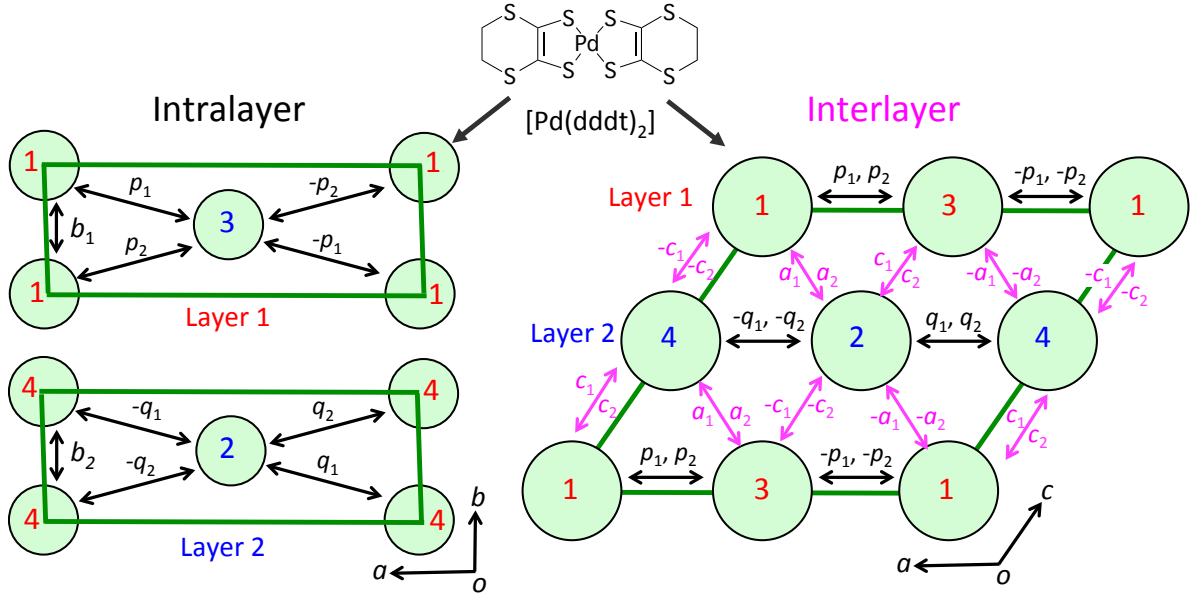 S S S S
Pd
S S S S
[Pd(dddt)2]
Intralayer
1 1
p1 -p2
b1 3
p2 -p1
1 1
Layer 1
4 4
-q1 q2
b2 2
-q2 q1
4 4
Layer 2
b
a o
Interlayer
Layer 1
p1, p2 -p1, -p2
1 3 1
-c1 -c2 a1 a2 c1 c2 -a1 -a2 -c1 -c2
Layer 2
-q1, -q2 q1, q2
4 2 4
c1 c2 a1 a2 -c1 -c2 -a1 -a2 c1 c2
p1, p2 -p1, -p2
1 3 1
c
a o